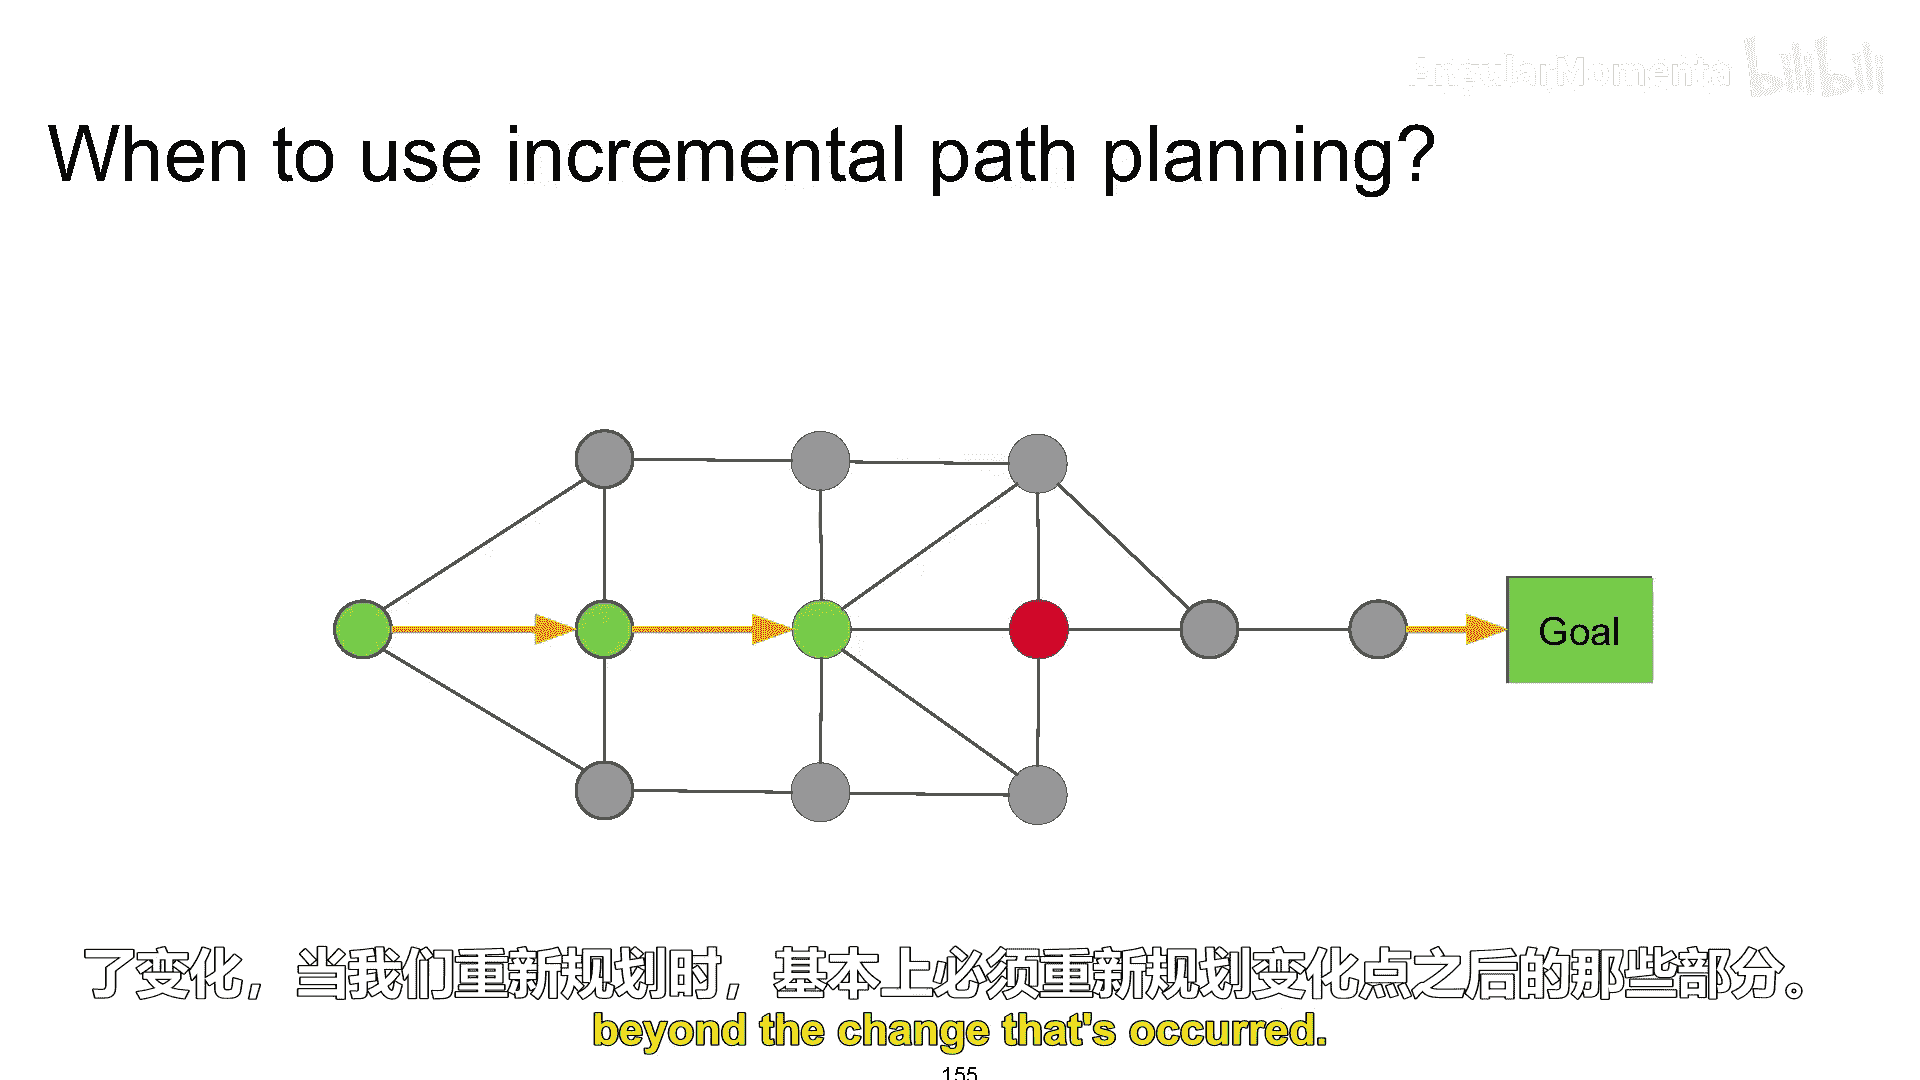 AngularMomenta bilibili
When to use incremental path planning?
Goal
了变化，当我们重新规划时，基本上必须重新规划变化点之后的那些部分。
beyond the change that's occurred.
155